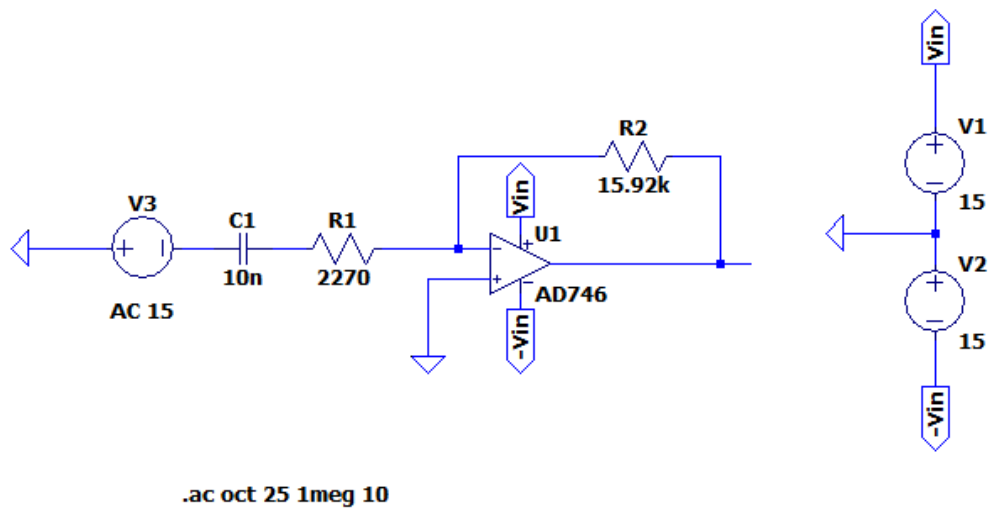 Vin
V1
15
R2
15.92k
Vin
V3
C1
R1
U1
+
−
+
−
+
−
10n
2270
AC 15
AD746
-Vin
+
−
V2
15
-Vin
.ac oct 25 1meg 10